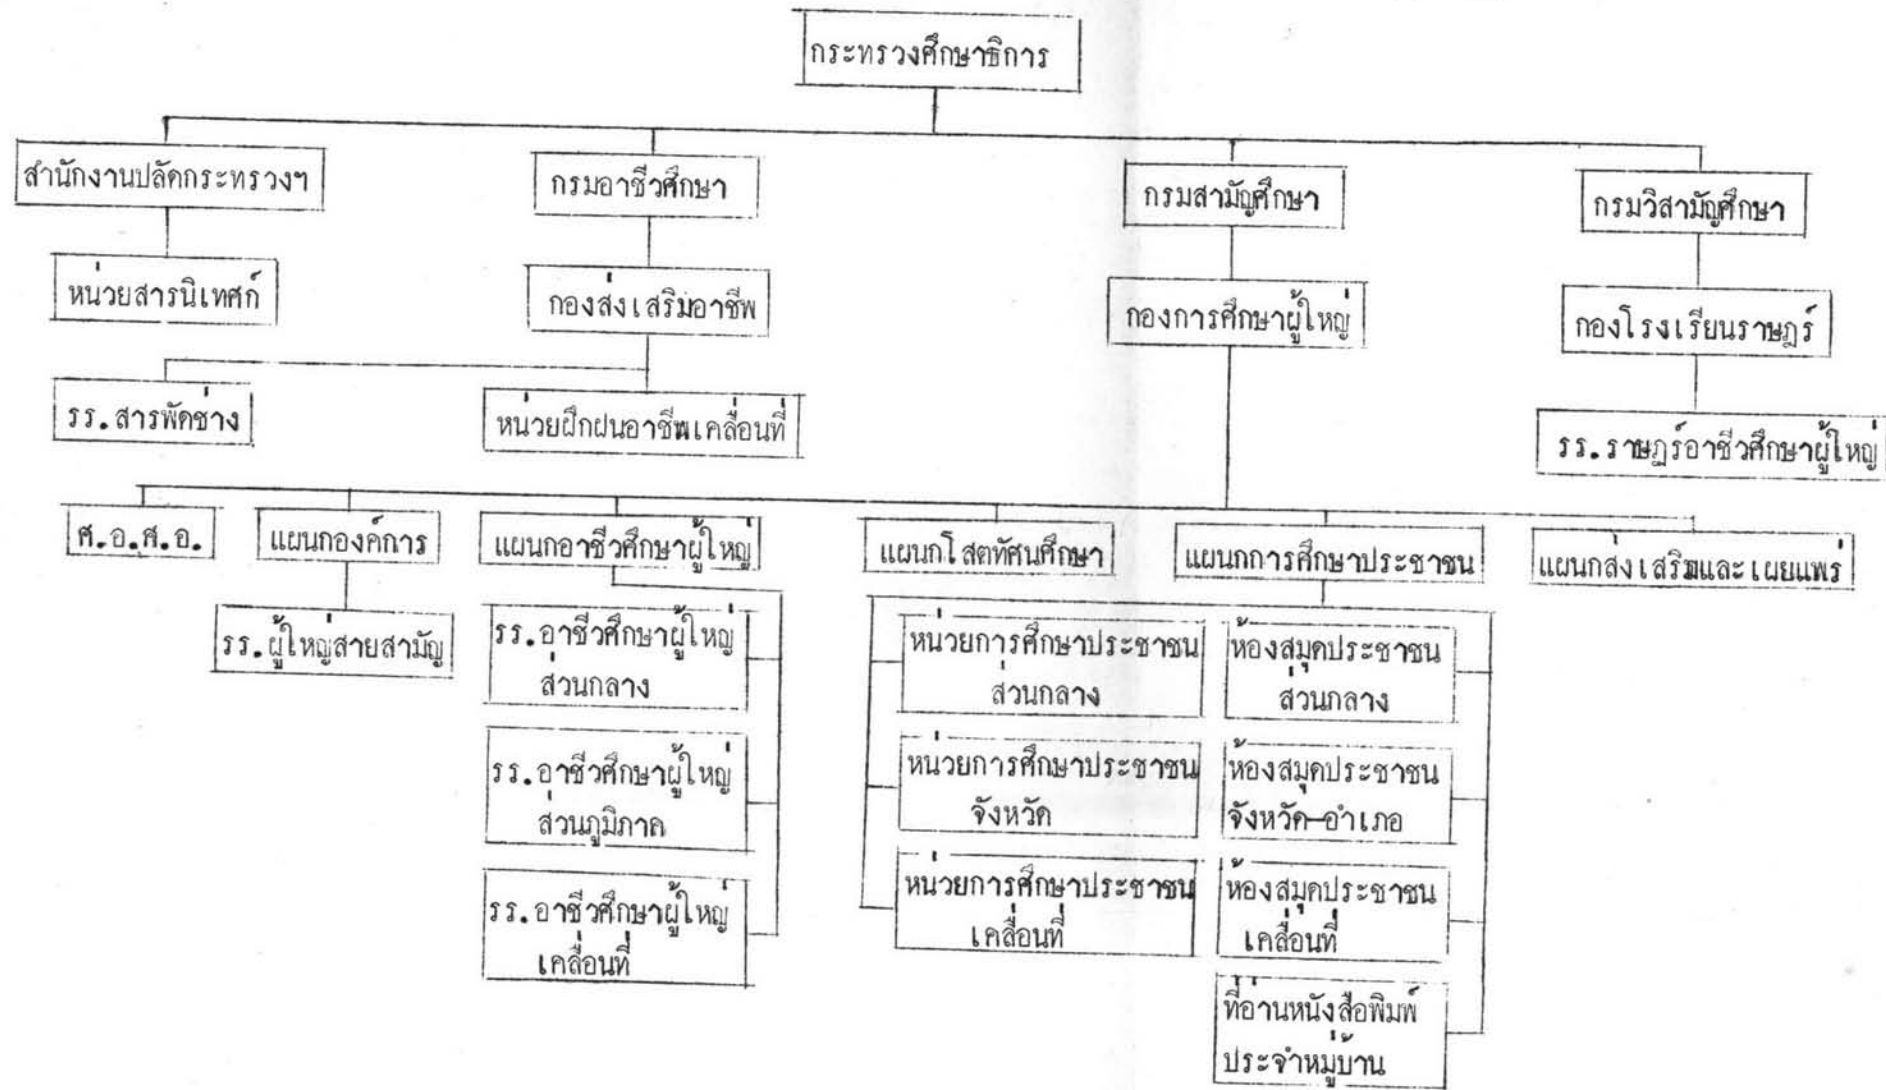 กระทรวงศึกษาธิการ
สำนักงานปลัดกระทรวงฯ
กรมอาชีวศึกษา
กรมสามัญศึกษา
กรมวิสามัญศึกษา
หน่วยสารนิเทศก์
กองส่งเสริมอาชีพ
กองการศึกษาผู้ใหญ่
กองโรงเรียนราษฎร์
รร.สารพัดช่าง
หน่วยฝึกฝนอาชีพเคลื่อนที่
รร.ราษฎร์อาชีวศึกษาผู้ใหญ่
ศ.อ.ศ.อ.
แผนกองค์การ
แผนกอาชีวศึกษาผู้ใหญ่
แผนกโสตทัศนศึกษา
แผนกการศึกษาประชาชน
แผนกส่งเสริมและเผยแพร่
รร.ผู้ใหญ่สายสามัญ
รร.อาชีวศึกษาผู้ใหญ่
ส่วนกลาง
รร.อาชีวศึกษาผู้ใหญ่
ส่วนภูมิภาค
รร.อาชีวศึกษาผู้ใหญ่
เคลื่อนที่
หน่วยการศึกษาประชาชน
ส่วนกลาง
หน่วยการศึกษาประชาชน
จังหวัด
หน่วยการศึกษาประชาชน
เคลื่อนที่
ห้องสมุดประชาชน
ส่วนกลาง
ห้องสมุดประชาชน
จังหวัด-อำเภอ
ห้องสมุดประชาชน
เคลื่อนที่
ที่อ่านหนังสือพิมพ์
ประจำหมู่บ้าน